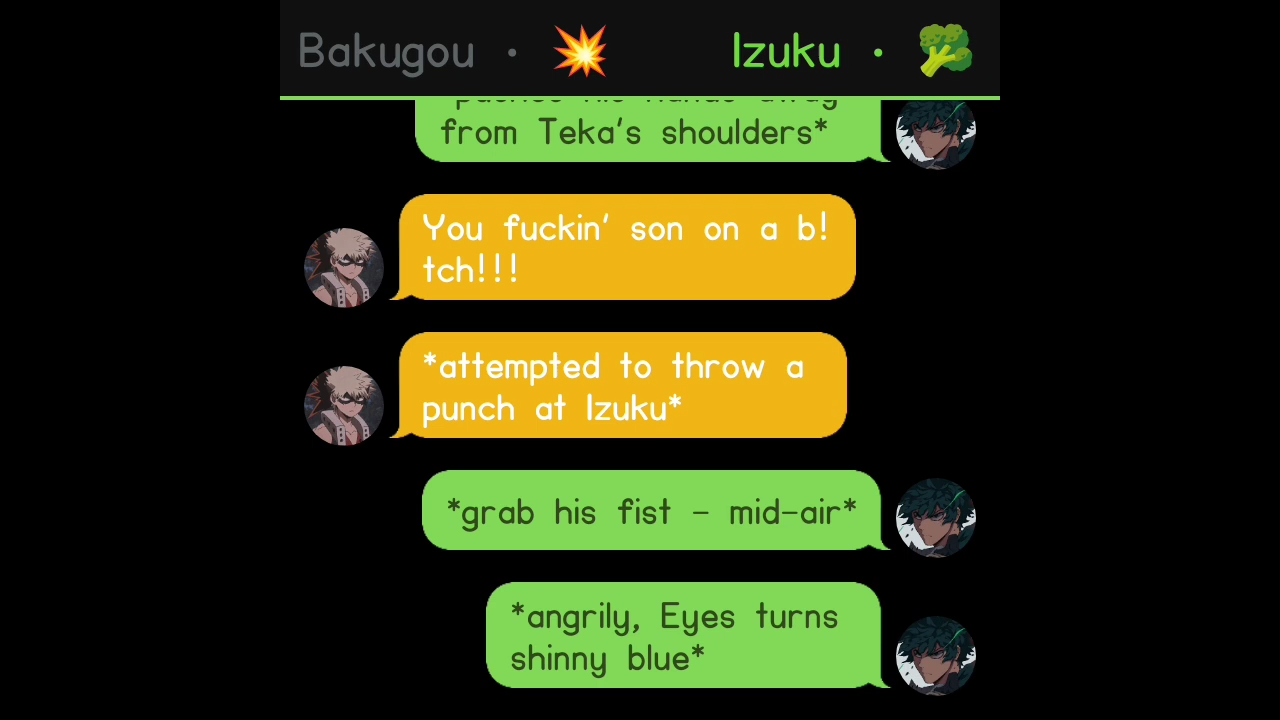 Bakugou · 💥 Izuku · 🥦
from Teka's shoulders*
You fuckin' son on a b!
tch!!!
*attempted to throw a
punch at Izuku*
*grab his fist - mid-air*
*angrily, Eyes turns
shinny blue*